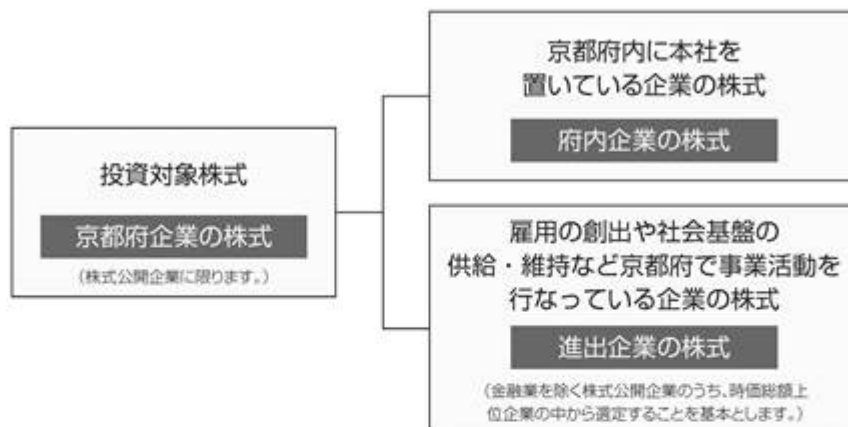 投資対象株式
京都府企業の株式
（株式公開企業に限ります。）
京都府内に本社を
置いている企業の株式
府内企業の株式
雇用の創出や社会基盤の
供給・維持など京都府で事業活動を
行なっている企業の株式
進出企業の株式
（金融業を除く株式公開企業のうち、時価総額上
位企業の中から選定することを基本とします。）